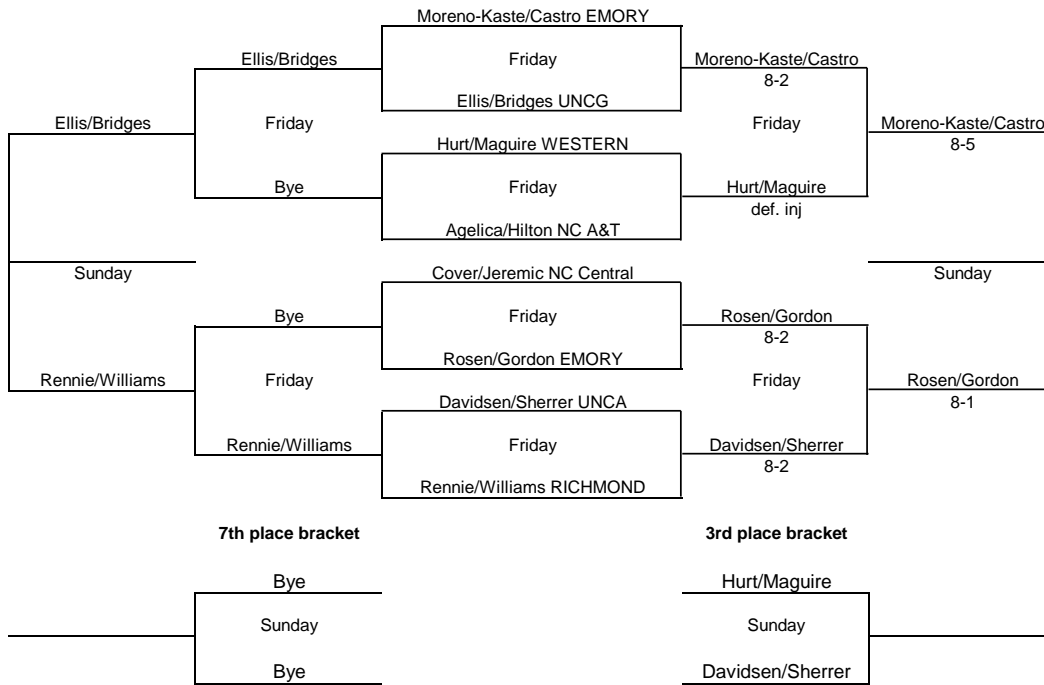 Moreno-Kaste/Castro EMORY
Ellis/Bridges
Friday
Moreno-Kaste/Castro
8-2
Ellis/Bridges UNCG
Ellis/Bridges
Friday
Friday
Moreno-Kaste/Castro
8-5
Hurt/Maguire WESTERN
Bye
Friday
Hurt/Maguire
def. inj
Agelica/Hilton NC A&T
Sunday
Cover/Jeremic NC Central
Sunday
Bye
Friday
Rosen/Gordon
8-2
Rosen/Gordon EMORY
Rennie/Williams
Friday
Friday
Rosen/Gordon
8-1
Davidsen/Sherrer UNCA
Rennie/Williams
Friday
Davidsen/Sherrer
8-2
Rennie/Williams RICHMOND
7th place bracket
3rd place bracket
Bye
Hurt/Maguire
Sunday
Sunday
Bye
Davidsen/Sherrer